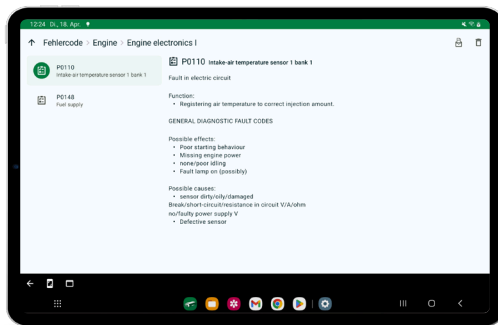 12:24 Di., 18. Apr.
Fehlercode > Engine > Engine electronics I
P0110
Intake-air temperature sensor 1 bank 1
P0148
Fuel supply
P0110 Intake-air temperature sensor 1 bank 1
Fault in electric circuit
Function:
• Registering air temperature to correct injection amount.
GENERAL DIAGNOSTIC FAULT CODES
Possible effects:
• Poor starting behaviour
• Missing engine power
• none/poor idling
• Fault lamp on (possibly)
Possible causes:
• sensor dirty/oily/damaged
Break/short-circuit/resistance in circuit V/A/ohm
no/faulty power supply V
• Defective sensor